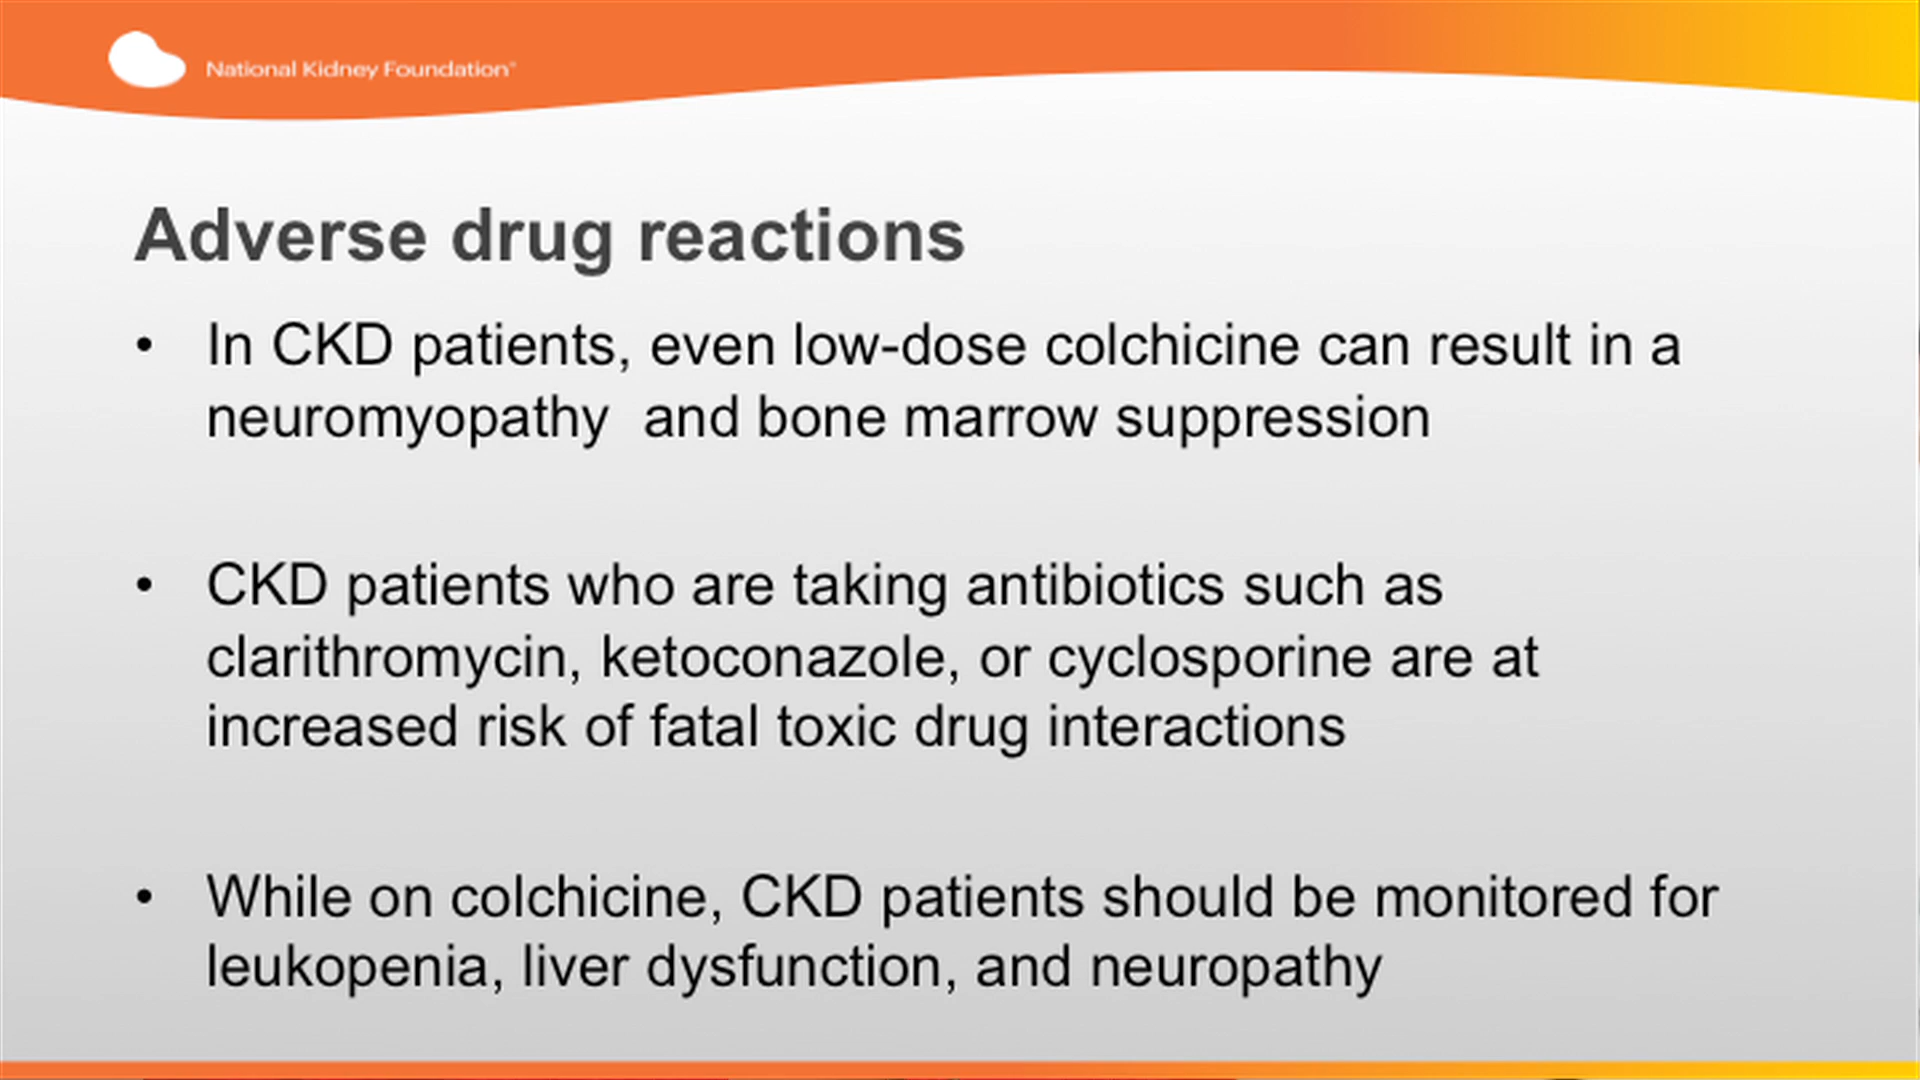 National Kidney Foundation®
Adverse drug reactions
• In CKD patients, even low-dose colchicine can result in a
neuromyopathy  and bone marrow suppression
• CKD patients who are taking antibiotics such as
clarithromycin, ketoconazole, or cyclosporine are at
increased risk of fatal toxic drug interactions
• While on colchicine, CKD patients should be monitored for
leukopenia, liver dysfunction, and neuropathy